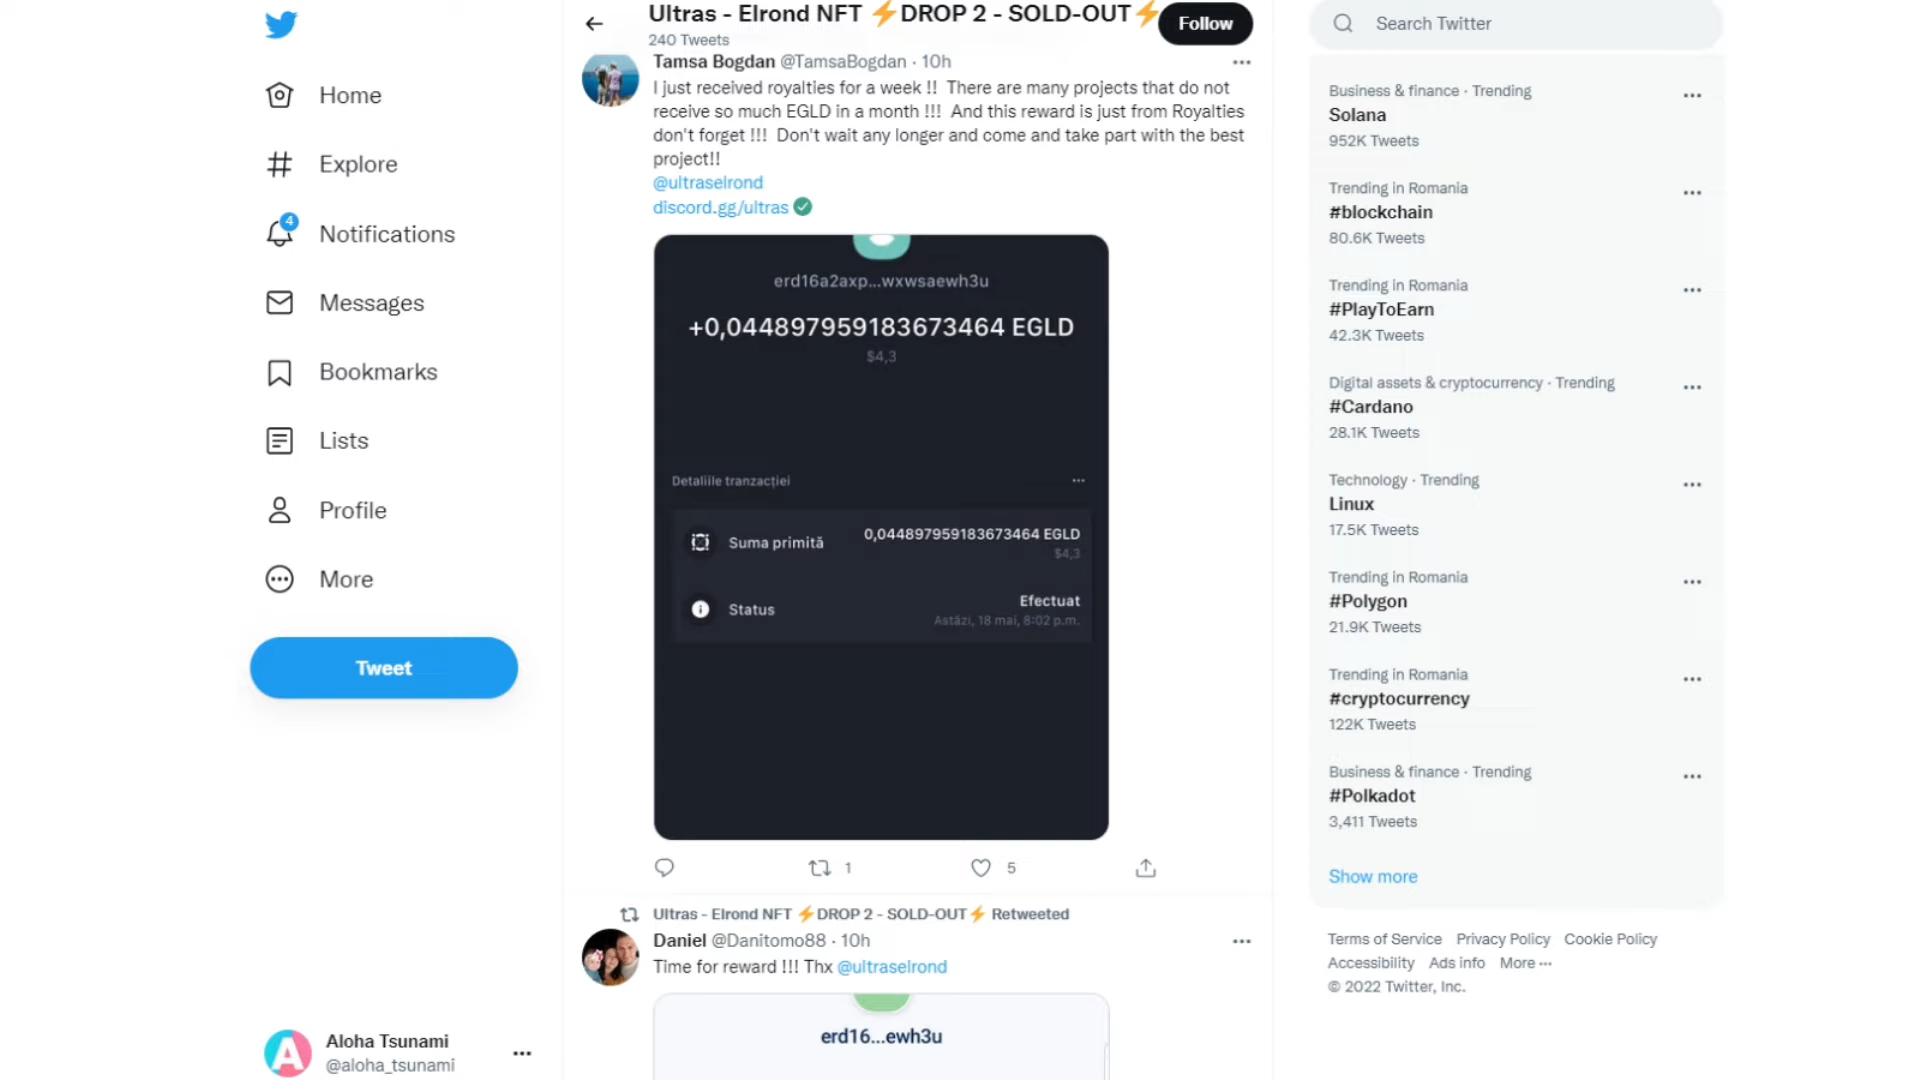 Home
Explore
4
Notifications
Messages
Bookmarks
Lists
Profile
More
Tweet
Aloha Tsunami
@aloha_tsunami
Ultras - Elrond NFT ⚡DROP 2 - SOLD-OUT⚡
240 Tweets
Follow
Tamsa Bogdan @TamsaBogdan · 10h
I just received royalties for a week !! There are many projects that do not
receive so much EGLD in a month !!! And this reward is just from Royalties
don't forget !!! Don't wait any longer and come and take part with the best
project!!
@ultraselrond
discord.gg/ultras
erd16a2axp...wxwsaewh3u
+0,044897959183673464 EGLD
$4,3
Detaliile tranzacției
Suma primită
0,044897959183673464 EGLD
$4,3
Status
Efectuat
Astăzi, 18 mai, 8:02 p.m.
1
5
Ultras - Elrond NFT ⚡DROP 2 - SOLD-OUT⚡ Retweeted
Daniel @Danitomo88 · 10h
Time for reward !!! Thx @ultraselrond
erd16...ewh3u
Search Twitter
Business & finance · Trending
Solana
952K Tweets
Trending in Romania
#blockchain
80.6K Tweets
Trending in Romania
#PlayToEarn
42.3K Tweets
Digital assets & cryptocurrency · Trending
#Cardano
28.1K Tweets
Technology · Trending
Linux
17.5K Tweets
Trending in Romania
#Polygon
21.9K Tweets
Trending in Romania
#cryptocurrency
122K Tweets
Business & finance · Trending
#Polkadot
3,411 Tweets
Show more
Terms of Service Privacy Policy Cookie Policy
Accessibility Ads info More ···
© 2022 Twitter, Inc.